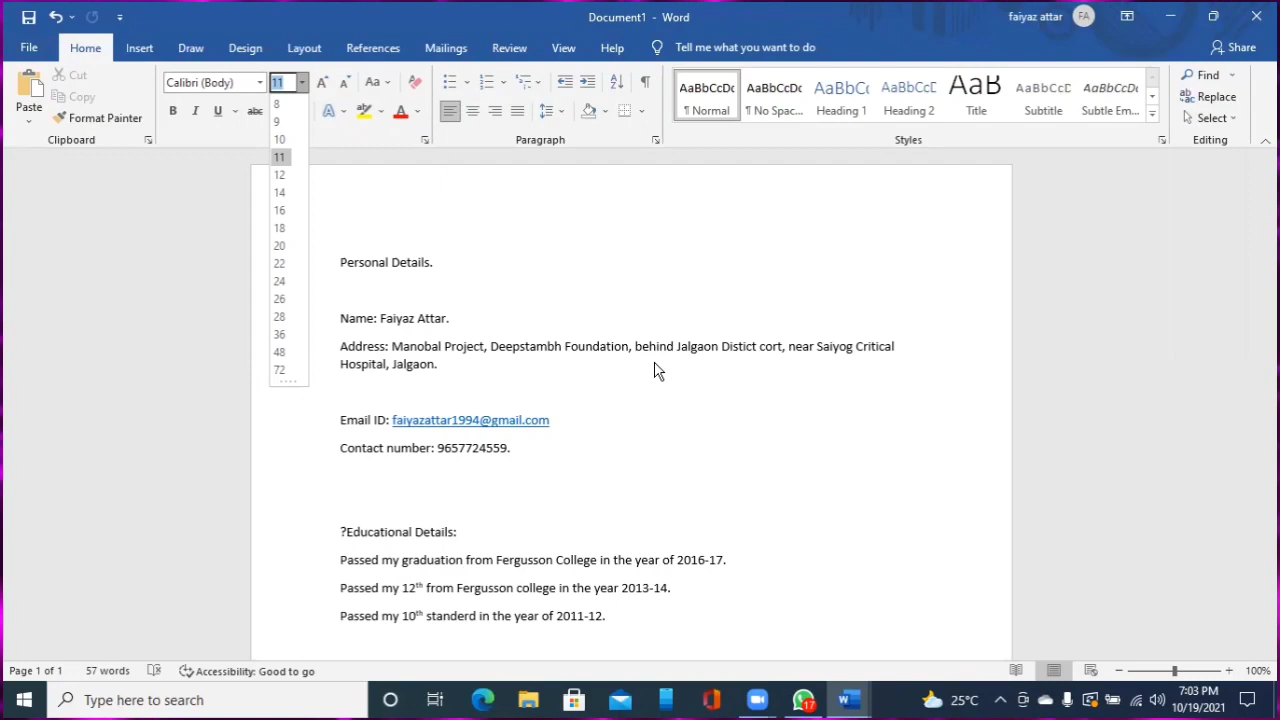 Document1 - Word
faiyaz attar
FA
File
Home
Insert
Draw
Design
Layout
References
Mailings
Review
View
Help
Tell me what you want to do
Share
Paste
Cut
Copy
Format Painter
Clipboard
Calibri (Body)
11
Aa
B I U abc
8
9
10
11
12
14
16
18
20
22
24
26
28
36
48
72
Paragraph
AaBbCcDc
¶ Normal
AaBbCcDc
¶ No Spac...
AaBbCc
Heading 1
AaBbCcD
Heading 2
AaB
Title
AaBbCcD
Subtitle
AaBbCcDc
Subtle Em...
Styles
Find
Replace
Select
Editing
Personal Details.
Name: Faiyaz Attar.
Address: Manobal Project, Deepstambh Foundation, behind Jalgaon Distict cort, near Saiyog Critical
Hospital, Jalgaon.
Email ID: faiyazattar1994@gmail.com
Contact number: 9657724559.
?Educational Details:
Passed my graduation from Fergusson College in the year of 2016-17.
Passed my 12th from Fergusson college in the year 2013-14.
Passed my 10th standerd in the year of 2011-12.
Page 1 of 1
57 words
Accessibility: Good to go
100%
Type here to search
17
25°C
7:03 PM
10/19/2021